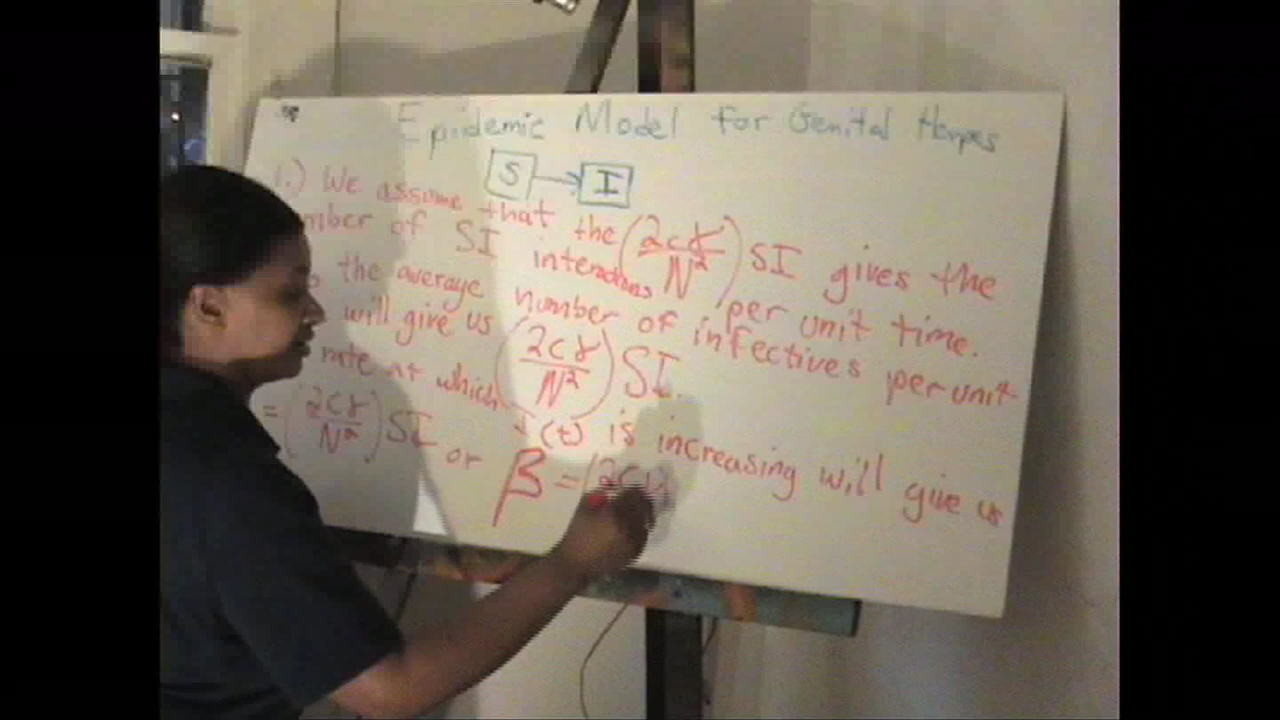 Epidemic Model for Genital Herpes
S → I
1.) We assume that the (2cγ/N²) SI gives the
number of SI interactions per unit time.
the average number of infectives per unit
will give us (2cγ/N²) SI.
rate at which I(t) is increasing will give us
= (2cγ/N²) SI or β = (2cγ